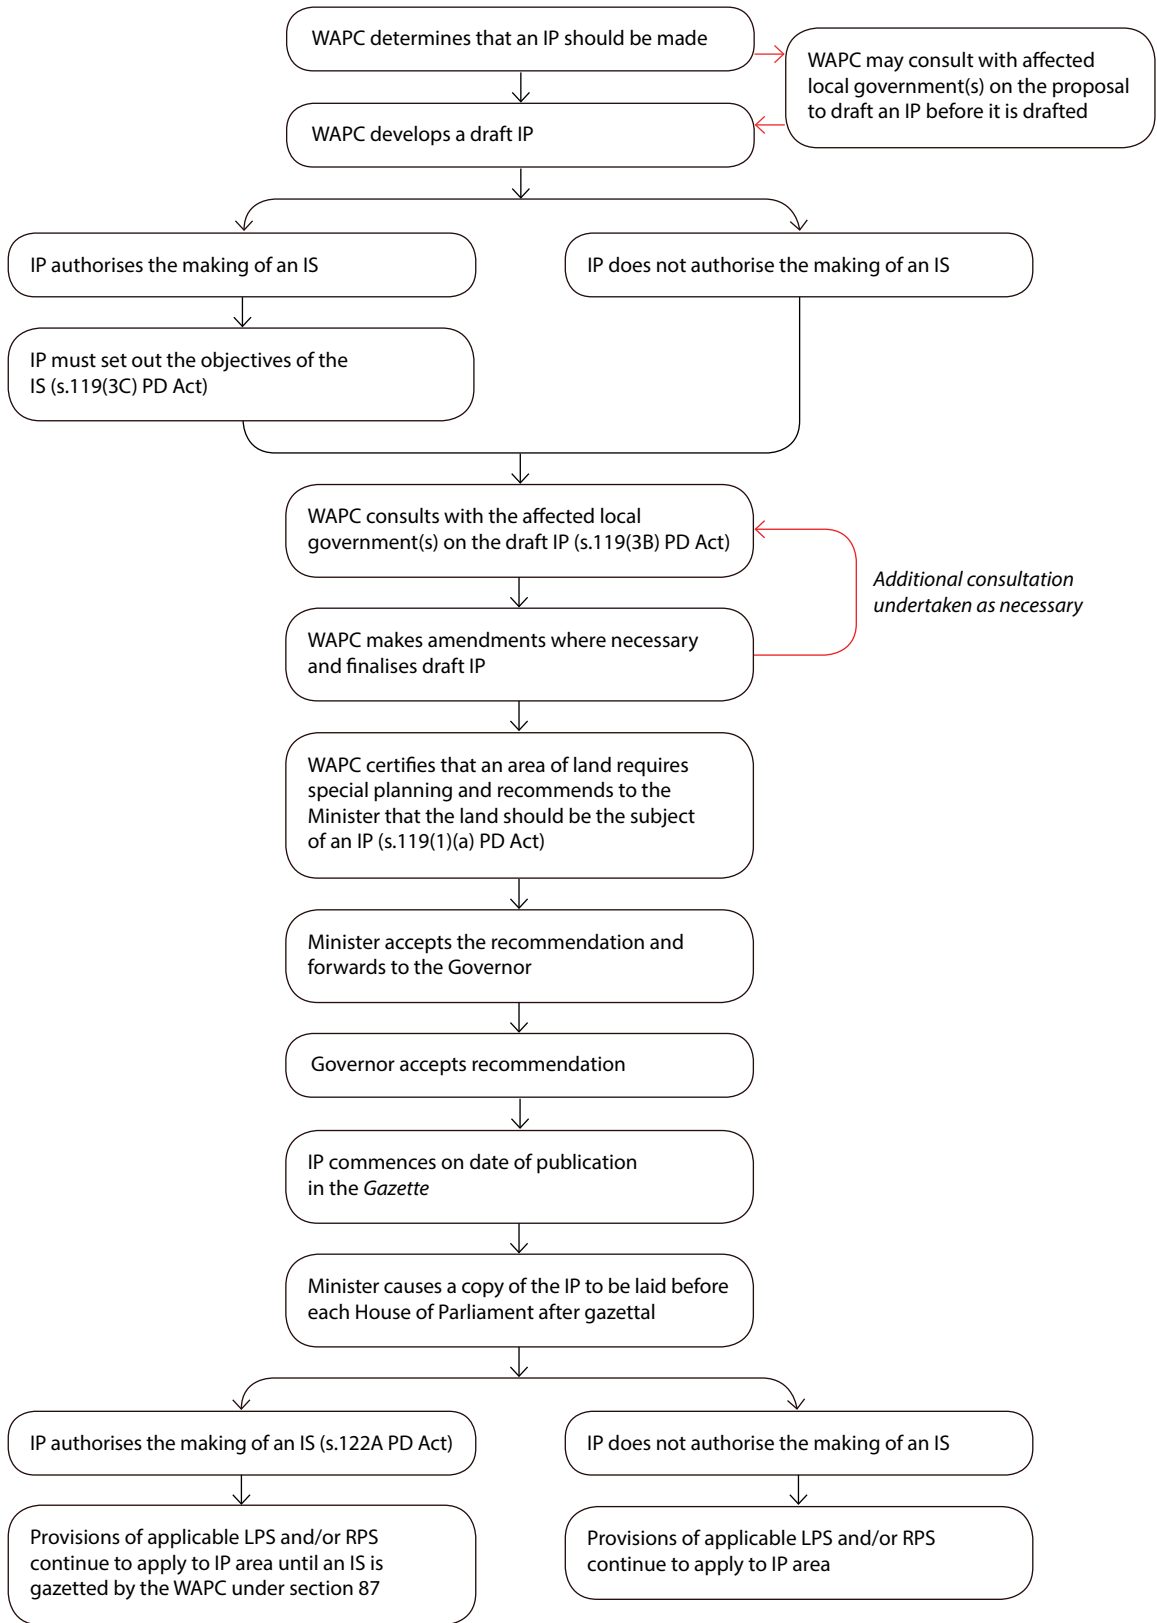 WAPC determines that an IP should be made
WAPC may consult with affected
local government(s) on the proposal
to draft an IP before it is drafted
WAPC develops a draft IP
IP authorises the making of an IS
IP does not authorise the making of an IS
IP must set out the objectives of the
IS (s.119(3C) PD Act)
WAPC consults with the affected local
government(s) on the draft IP (s.119(3B) PD Act)
Additional consultation
undertaken as necessary
WAPC makes amendments where necessary
and finalises draft IP
WAPC certifies that an area of land requires
special planning and recommends to the
Minister that the land should be the subject
of an IP (s.119(1)(a) PD Act)
Minister accepts the recommendation and
forwards to the Governor
Governor accepts recommendation
IP commences on date of publication
in the Gazette
Minister causes a copy of the IP to be laid before
each House of Parliament after gazettal
IP authorises the making of an IS (s.122A PD Act)
IP does not authorise the making of an IS
Provisions of applicable LPS and/or RPS
continue to apply to IP area until an IS is
gazetted by the WAPC under section 87
Provisions of applicable LPS and/or RPS
continue to apply to IP area